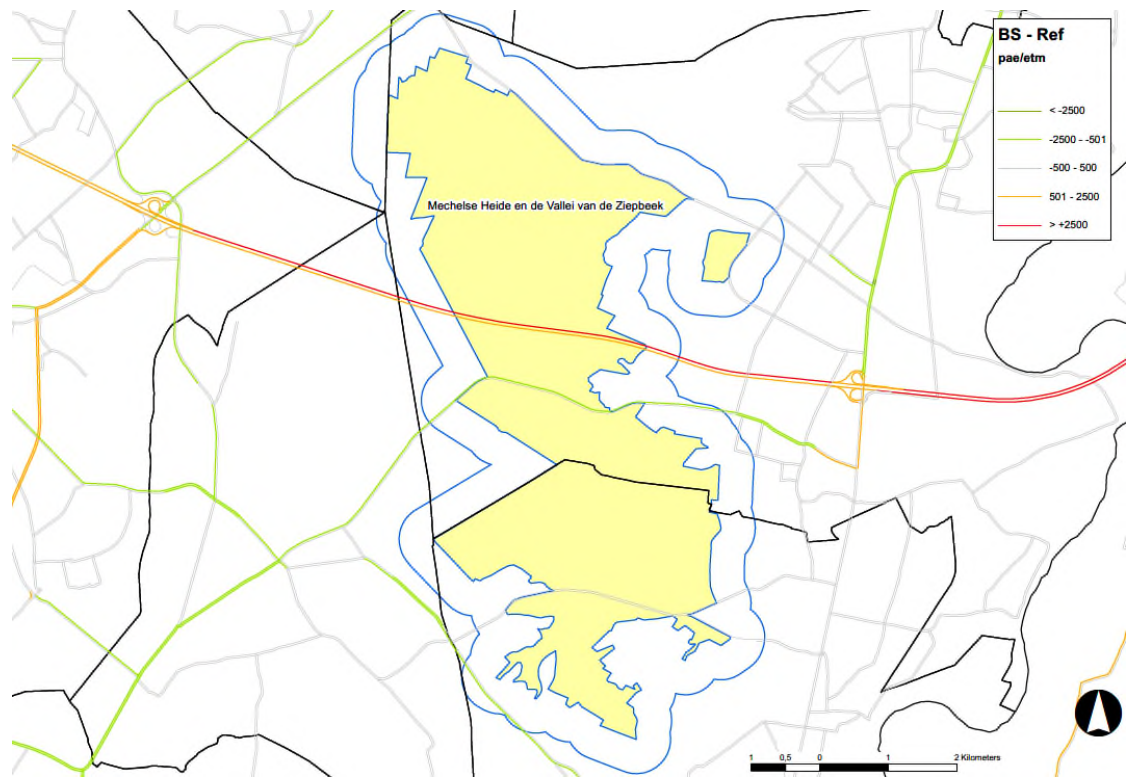 BS - Ref
pae/etm
< -2500
-2500 - -501
-500 - 500
501 - 2500
> +2500
Mechelse Heide en de Vallei van de Ziepbeek
1 0,5 0 1 2 Kilometers